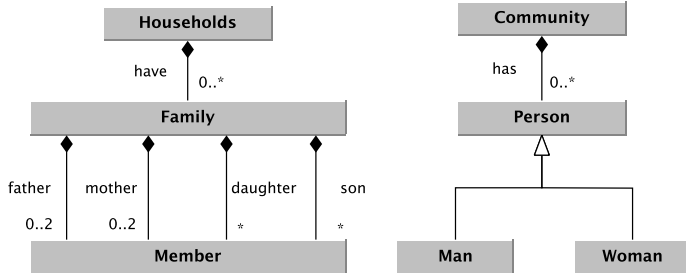 Households
have
0..*
Family
father
mother
daughter
son
0..2
0..2
*
*
Member
Community
has
0..*
Person
Man
Woman